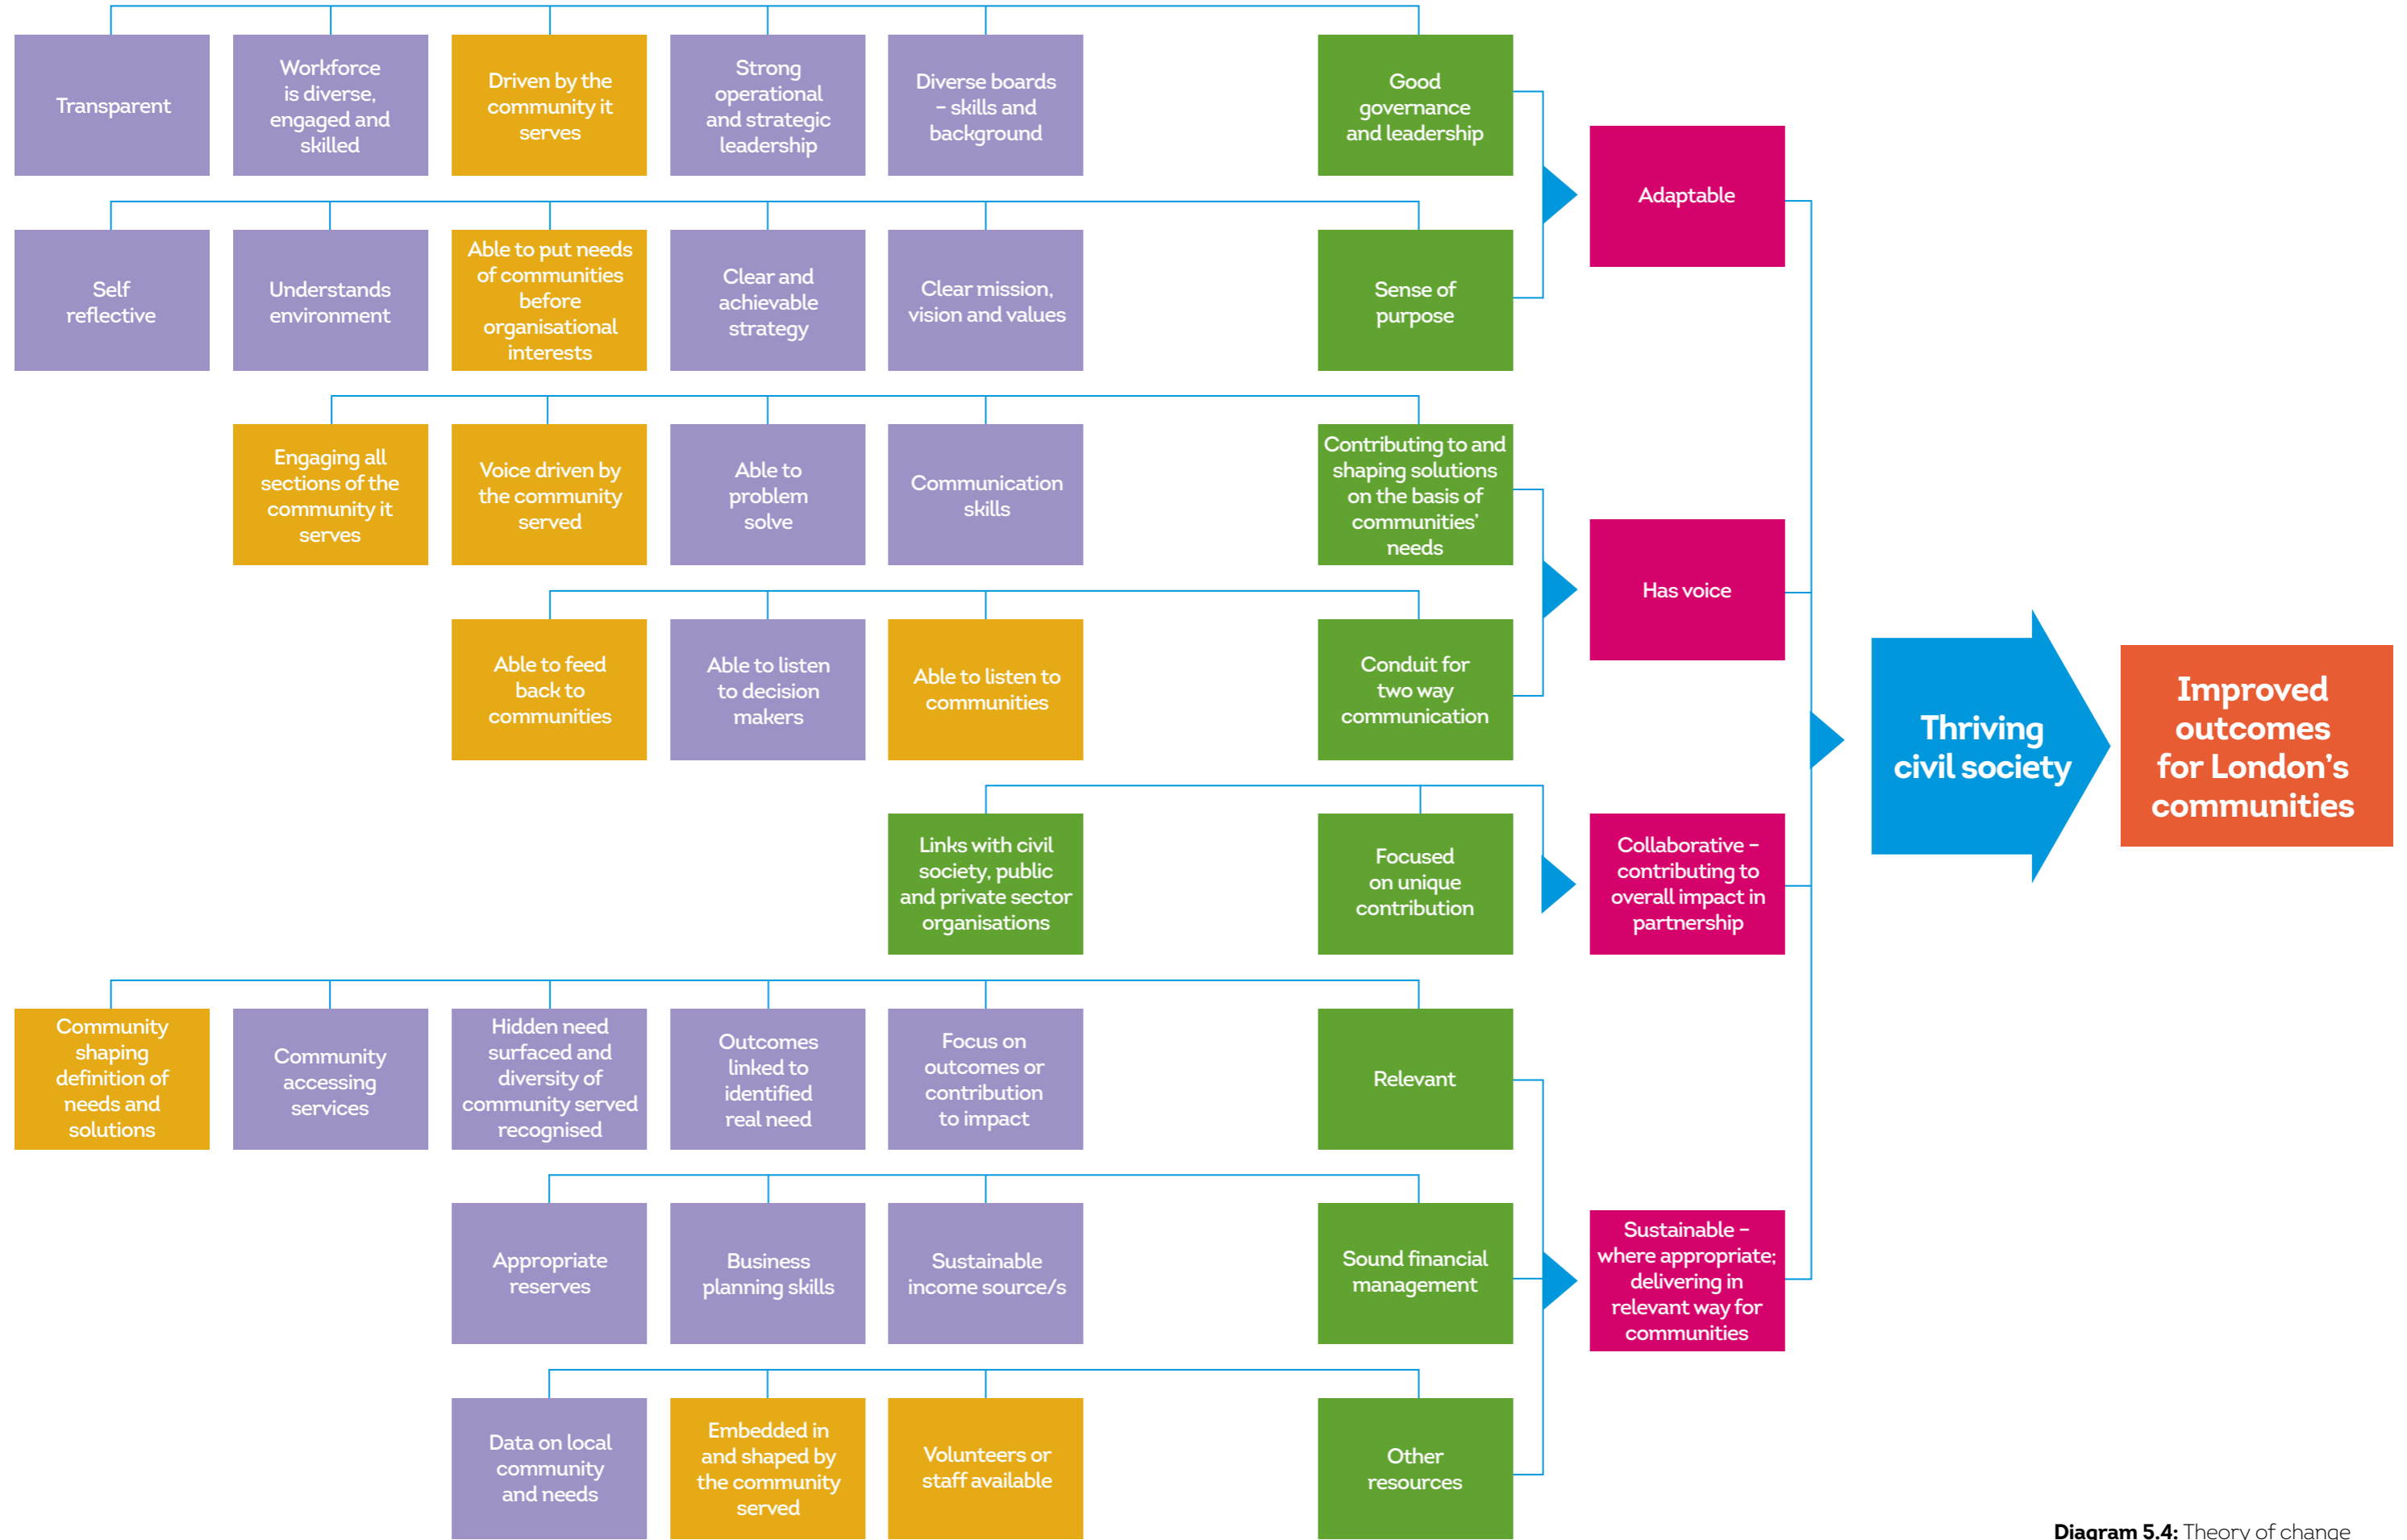 Transparent
Workforce
is diverse,
engaged and
skilled
Driven by the
community it
serves
Strong
operational
and strategic
leadership
Diverse boards
– skills and
background
Good
governance
and leadership
Adaptable
Self
reflective
Understands
environment
Able to put needs
of communities
before
organisational
interests
Clear and
achievable
strategy
Clear mission,
vision and values
Sense of
purpose
Engaging all
sections of the
community it
serves
Voice driven by
the community
served
Able to
problem
solve
Communication
skills
Contributing to and
shaping solutions
on the basis of
communities’
needs
Has voice
Able to feed
back to
communities
Able to listen
to decision
makers
Able to listen to
communities
Conduit for
two way
communication
Thriving
civil society
Improved
outcomes
for London’s
communities
Links with civil
society, public
and private sector
organisations
Focused
on unique
contribution
Collaborative –
contributing to
overall impact in
partnership
Community
shaping
definition of
needs and
solutions
Community
accessing
services
Hidden need
surfaced and
diversity of
community served
recognised
Outcomes
linked to
identified
real need
Focus on
outcomes or
contribution
to impact
Relevant
Appropriate
reserves
Business
planning skills
Sustainable
income source/s
Sound financial
management
Sustainable –
where appropriate;
delivering in
relevant way for
communities
Data on local
community
and needs
Embedded in
and shaped by
the community
served
Volunteers or
staff available
Other
resources
Diagram 5.4: Theory of change